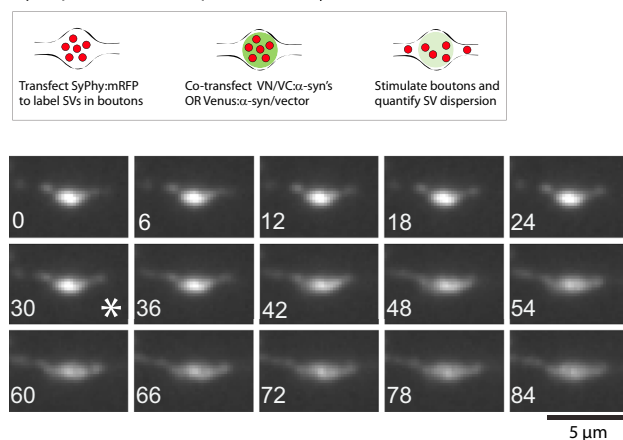 Transfect SyPhy:mRFP
to label SVs in boutons
Co-transfect VN/VC:α-syn's
OR Venus:α-syn/vector
Stimulate boutons and
quantify SV dispersion
0 6 12 18 24
30 * 36 42 48 54
60 66 72 78 84
5 µm